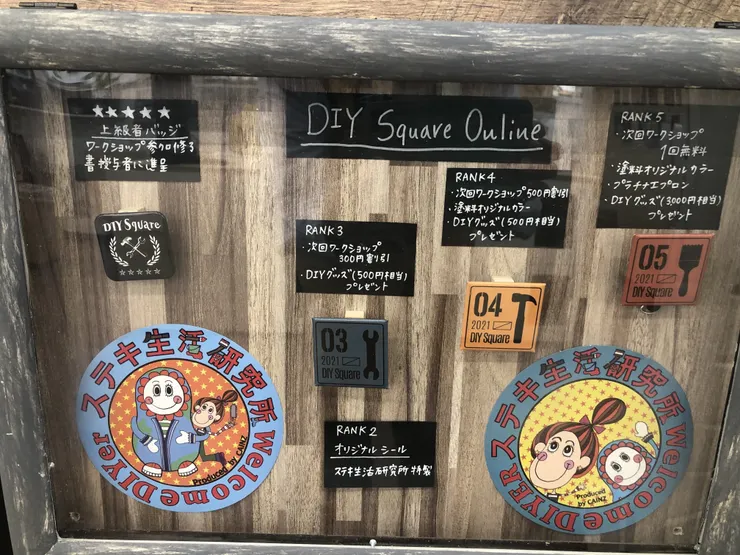 DIY Square Online
★★★★★
上級者バッジ
ワークショップ参加修了
書授与者に進呈
DIY Square
★★★★★
RANK 3
・次回ワークショップ
300円割引
・DIYグッズ(500円相当)
プレゼント
03
2021
DIY Square
RANK 4
・次回ワークショップ500円割引
・塗料オリジナルカラー
・DIYグッズ(500円相当)
プレゼント
04
2021
DIY Square
RANK 5
・次回ワークショップ
1回無料
・塗料オリジナルカラー
・プラチナエプロン
・DIYグッズ(3,000円相当)
プレゼント
05
2021
DIY Square
RANK 2
オリジナルシール
ステキ生活研究所 特製
ステキ生活研究所 Welcome DIYer
Produced by CAINZ
ステキ生活研究所 Welcome DIYER
Produced by CAINZ